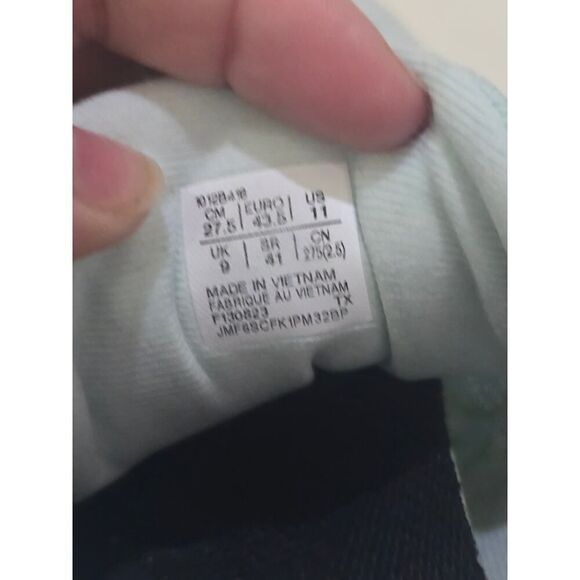 1012B416
CM | EURO | US
27.5 | 43.5 | 11
UK | BR | CN
9 | 41 | 275(2.5)
MADE IN VIETNAM
FABRIQUE AU VIETNAM
F130823 TX
JMF6SCFK1PM32BP